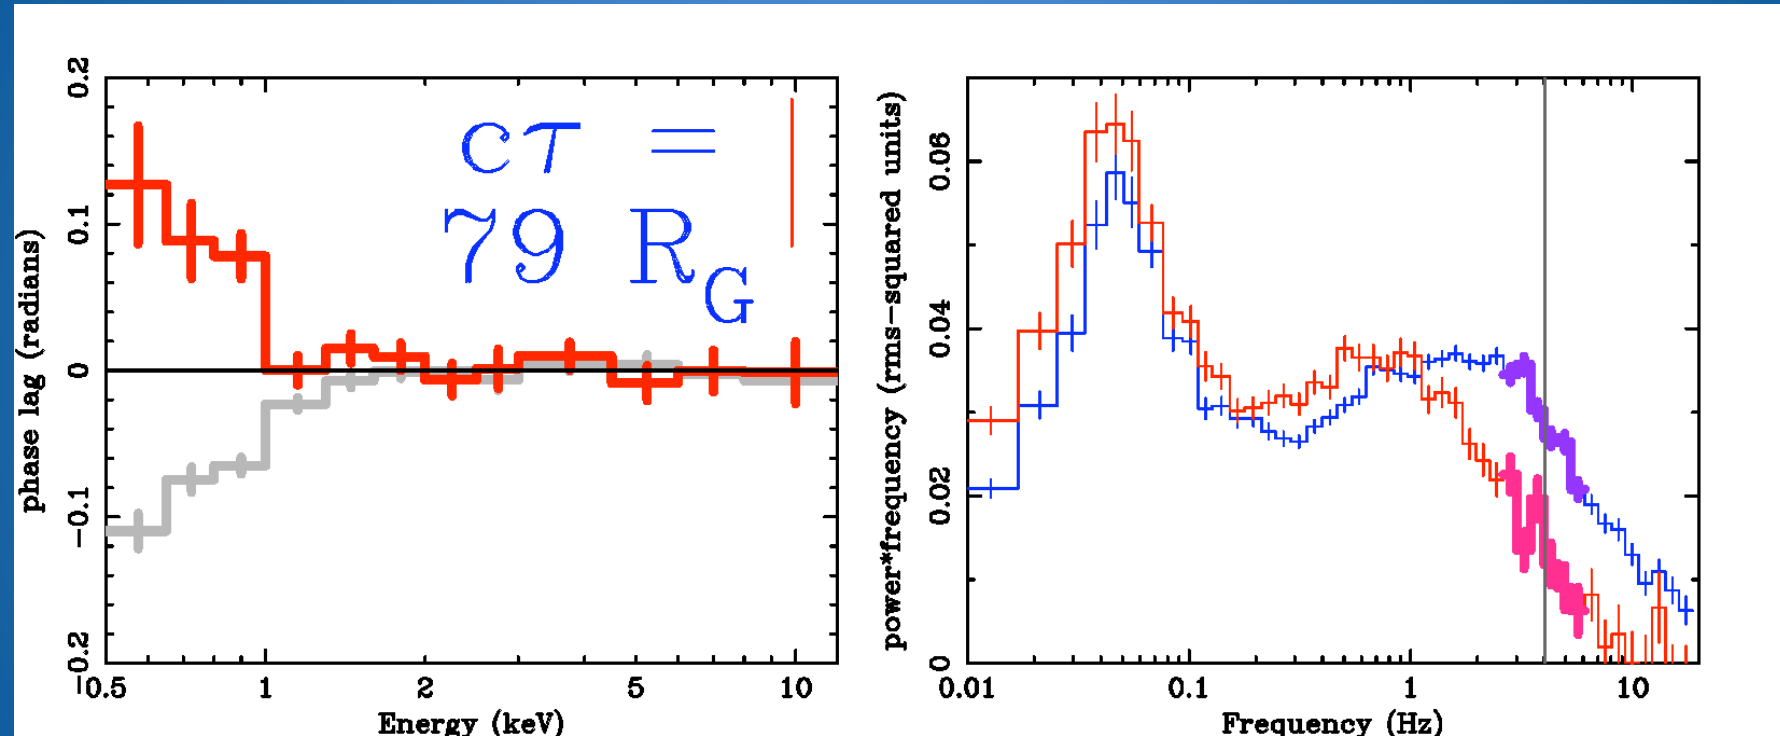 phase lag (radians)
0.2
0.1
0
−0.1
−0.2
cτ =
79 R_G
0.5 1 2 5 10
Energy (keV)
power*frequency (rms−squared units)
0.06
0.04
0.02
0
0.01 0.1 1 10
Frequency (Hz)